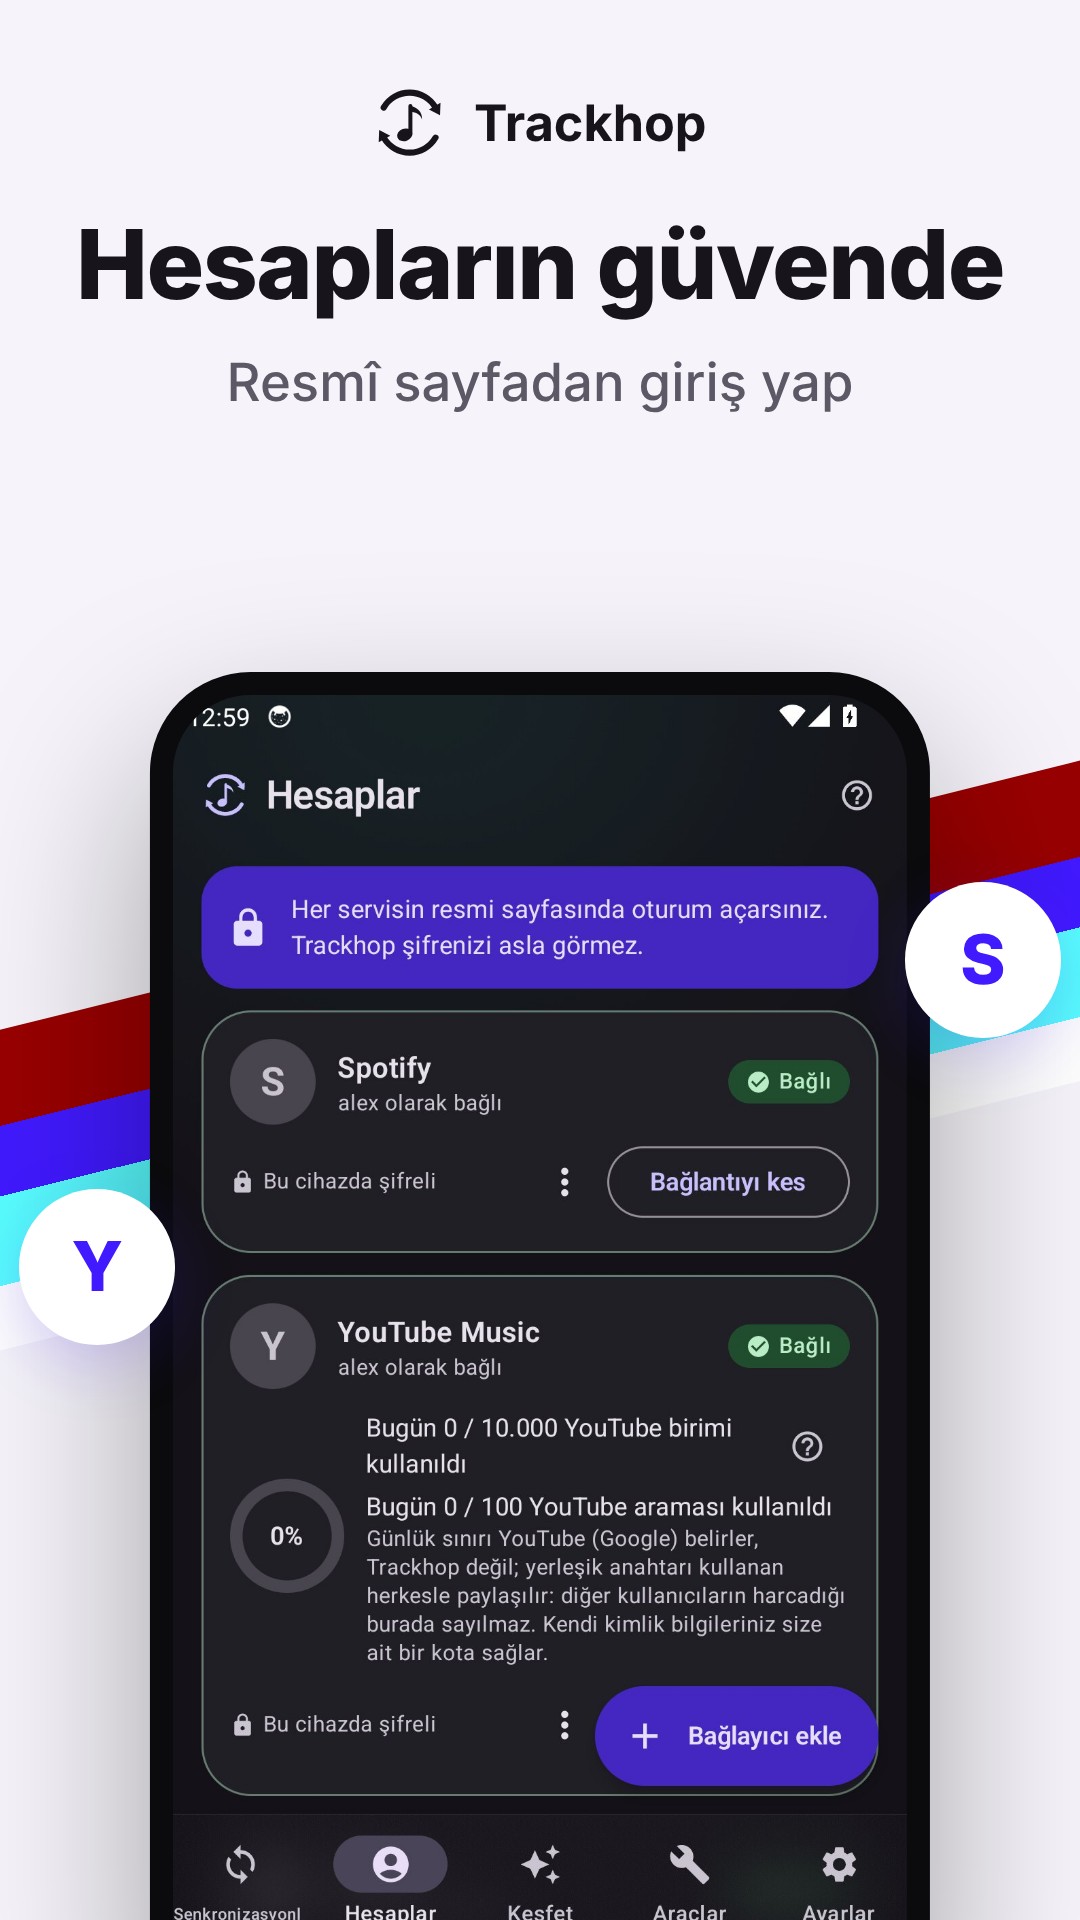 Trackhop
Hesapların güvende
Resmî sayfadan giriş yap
12:59
Hesaplar
Her servisin resmi sayfasında oturum açarsınız.
Trackhop şifrenizi asla görmez.
S
S
Spotify
alex olarak bağlı
Bağlı
Bu cihazda şifreli
Bağlantıyı kes
Y
Y
YouTube Music
alex olarak bağlı
Bağlı
Bugün 0 / 10.000 YouTube birimi
kullanıldı
0%
Bugün 0 / 100 YouTube araması kullanıldı
Günlük sınırı YouTube (Google) belirler,
Trackhop değil; yerleşik anahtarı kullanan
herkesle paylaşılır: diğer kullanıcıların harcadığı
burada sayılmaz. Kendi kimlik bilgileriniz size
ait bir kota sağlar.
Bu cihazda şifreli
Bağlayıcı ekle
Senkronizasyonl
Hesaplar
Keşfet
Araçlar
Ayarlar